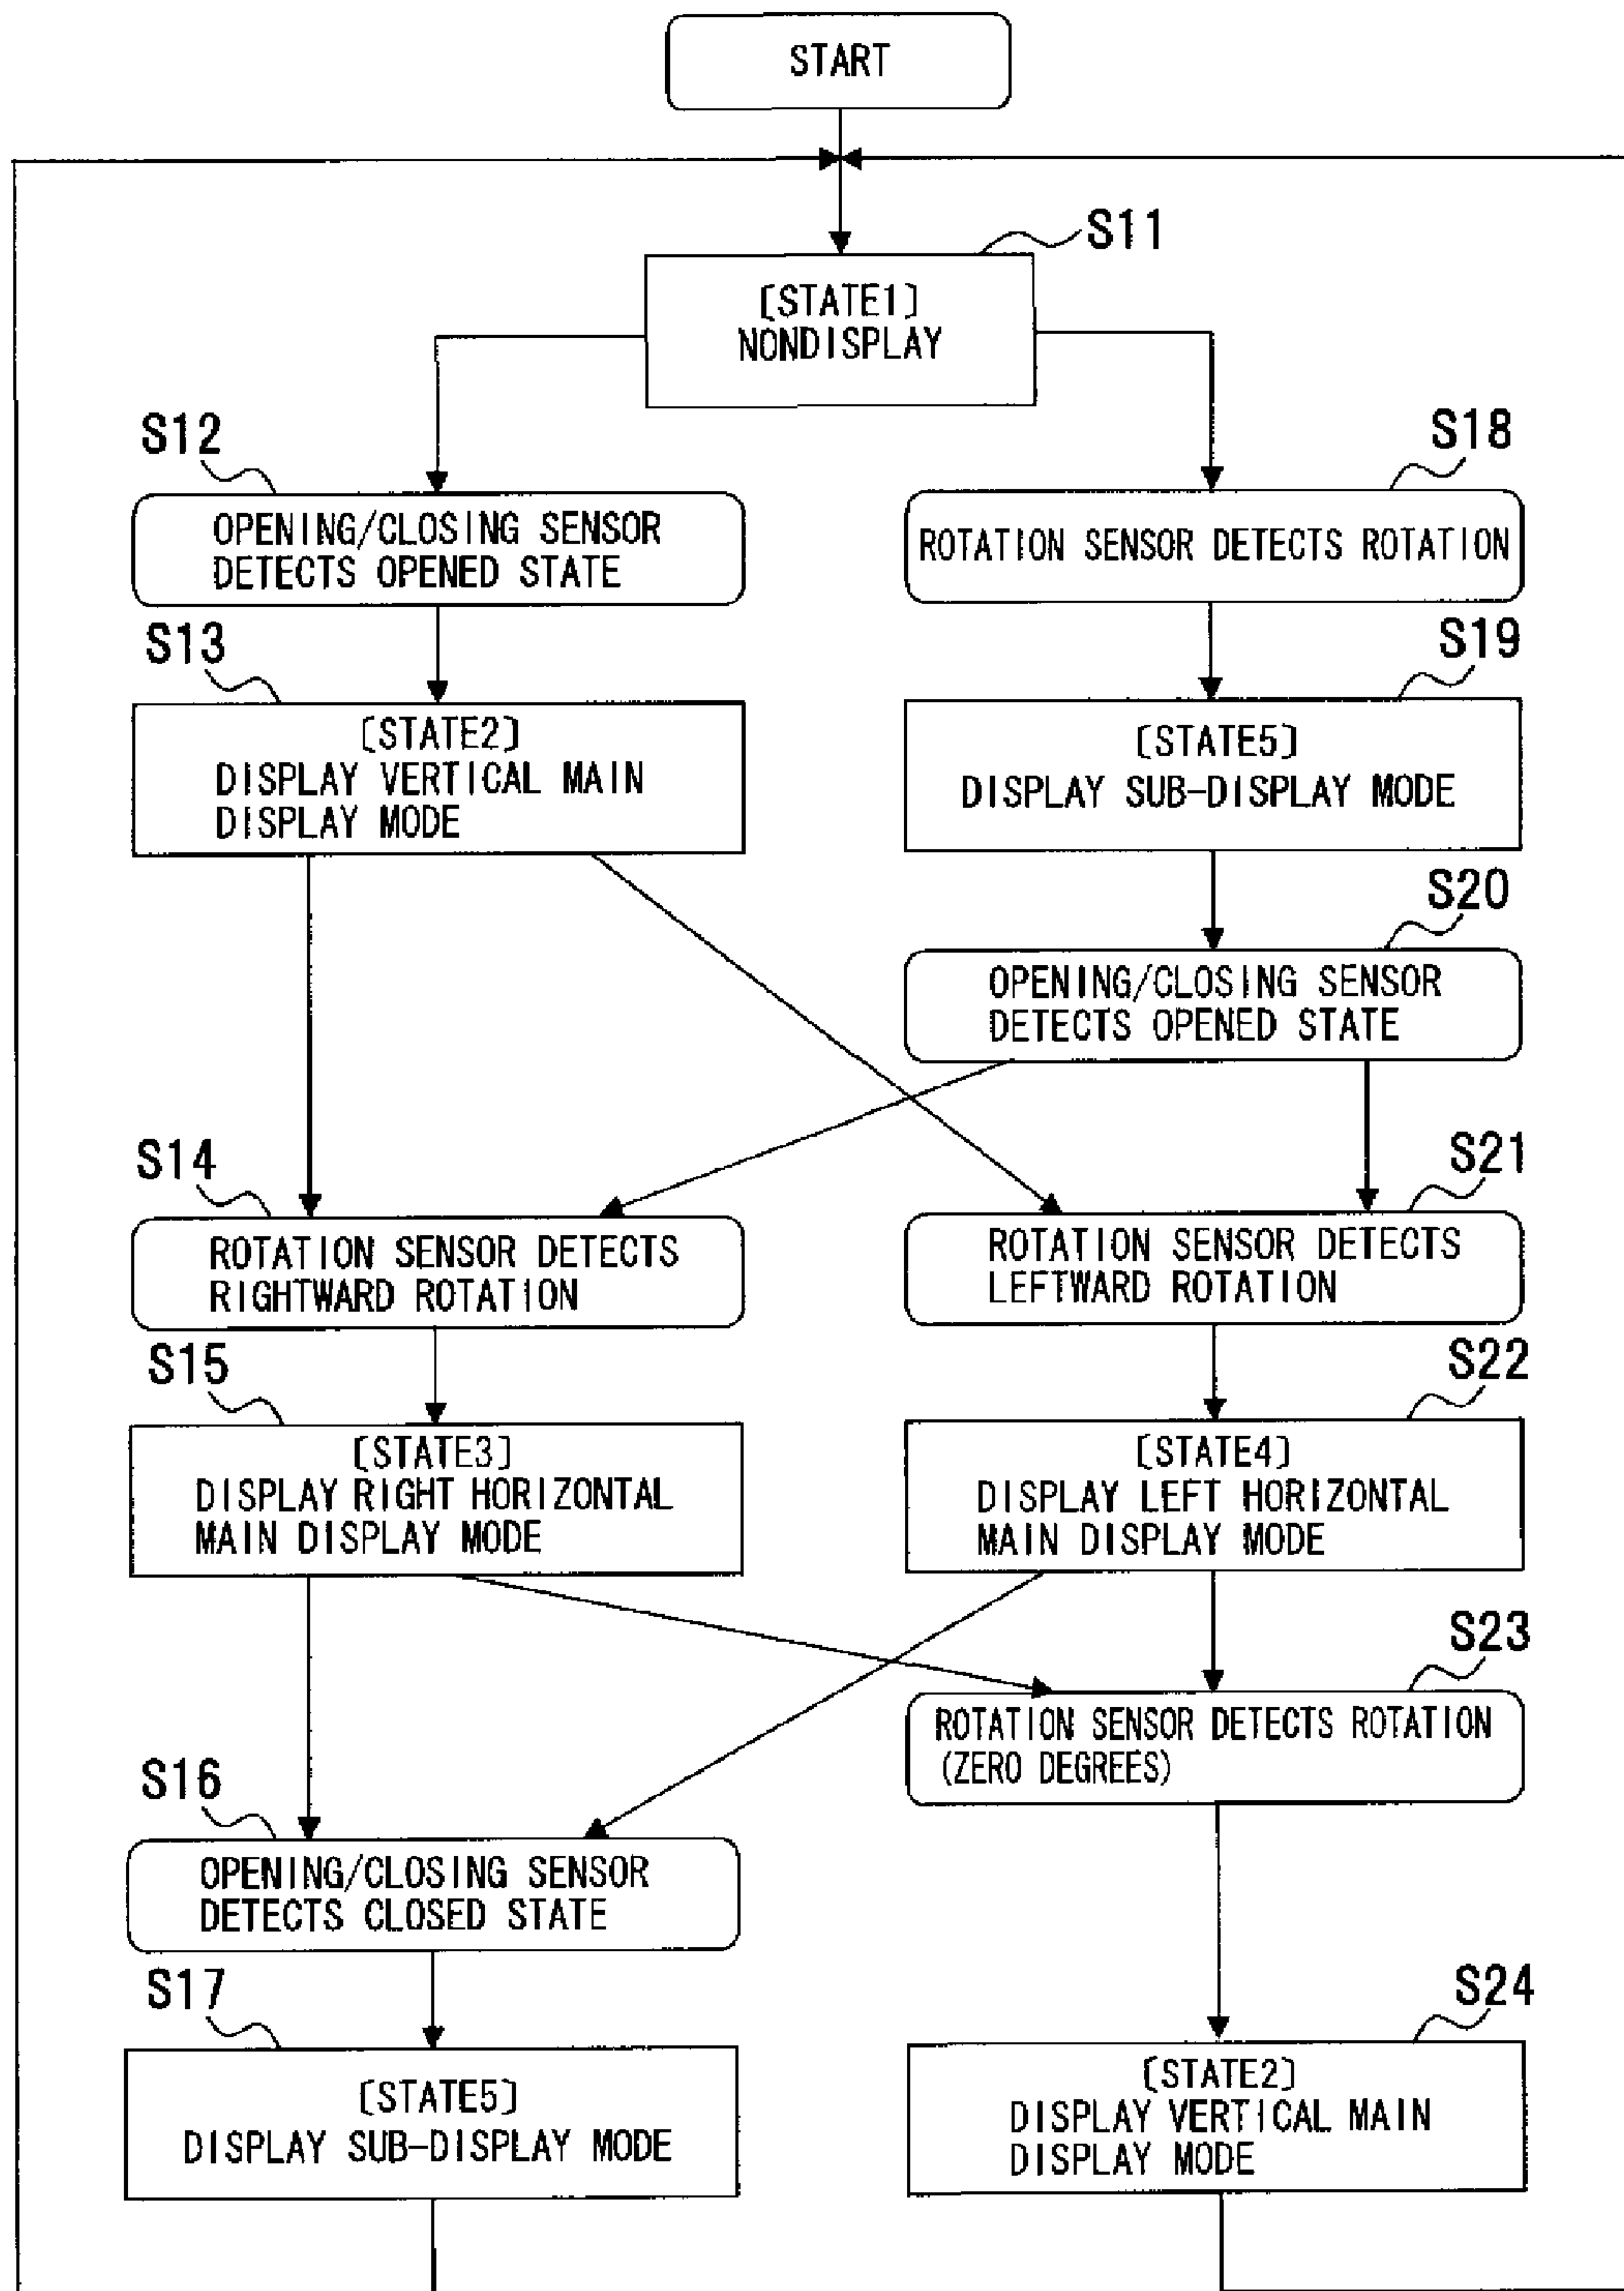 START
S11
[STATE1]
NONDISPLAY
S12
OPENING/CLOSING SENSOR
DETECTS OPENED STATE
S18
ROTATION SENSOR DETECTS ROTATION
S13
[STATE2]
DISPLAY VERTICAL MAIN
DISPLAY MODE
S19
[STATE5]
DISPLAY SUB-DISPLAY MODE
S20
OPENING/CLOSING SENSOR
DETECTS OPENED STATE
S14
ROTATION SENSOR DETECTS
RIGHTWARD ROTATION
S21
ROTATION SENSOR DETECTS
LEFTWARD ROTATION
S15
[STATE3]
DISPLAY RIGHT HORIZONTAL
MAIN DISPLAY MODE
S22
[STATE4]
DISPLAY LEFT HORIZONTAL
MAIN DISPLAY MODE
S23
ROTATION SENSOR DETECTS ROTATION
(ZERO DEGREES)
S16
OPENING/CLOSING SENSOR
DETECTS CLOSED STATE
S17
[STATE5]
DISPLAY SUB-DISPLAY MODE
S24
[STATE2]
DISPLAY VERTICAL MAIN
DISPLAY MODE